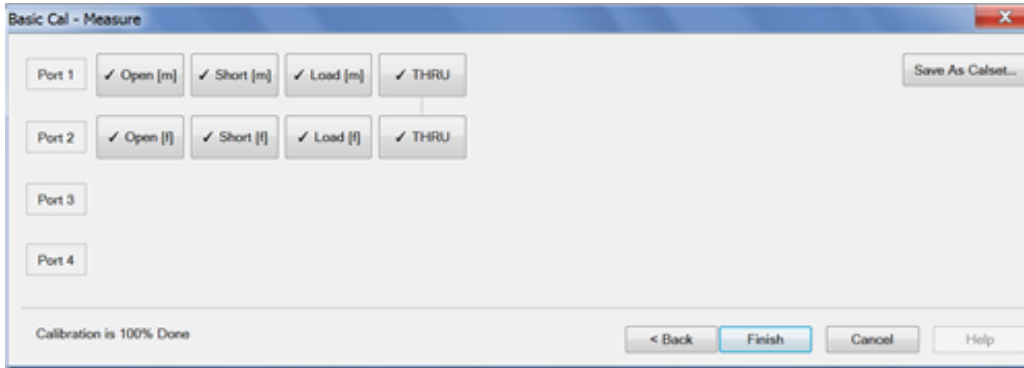 Basic Cal - Measure
Port 1 ✓ Open [m] ✓ Short [m] ✓ Load [m] ✓ THRU Save As Calset...
Port 2 ✓ Open [f] ✓ Short [f] ✓ Load [f] ✓ THRU
Port 3
Port 4
Calibration is 100% Done < Back Finish Cancel Help